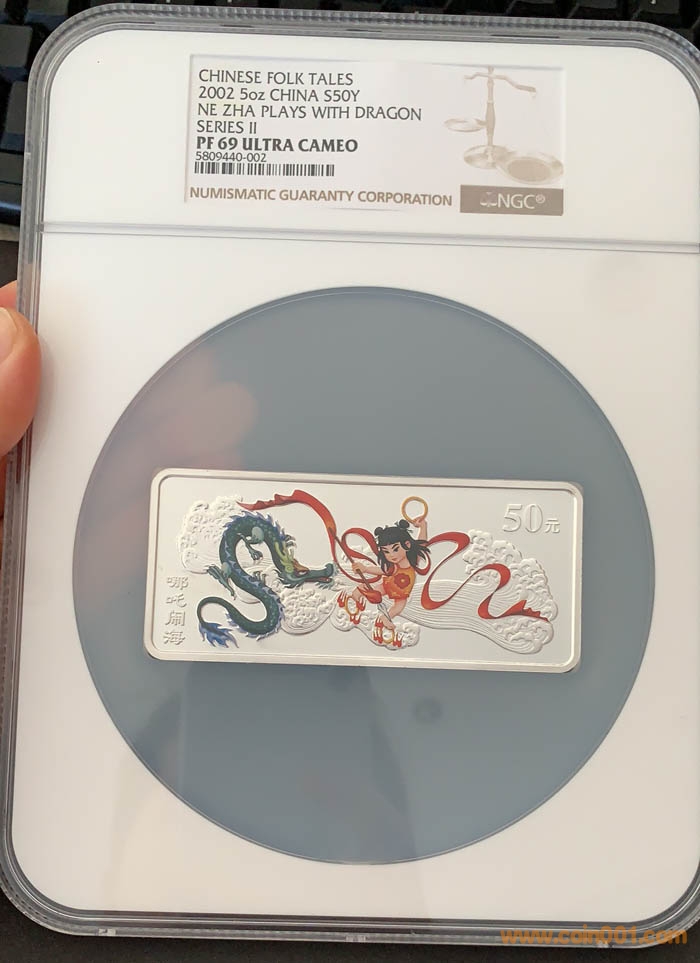 CHINESE FOLK TALES
2002 5oz CHINA S50Y
NE ZHA PLAYS WITH DRAGON
SERIES II
PF 69 ULTRA CAMEO
5809440-002
NUMISMATIC GUARANTY CORPORATION
NGC®
50元
哪吒闹海
www.coin001.com